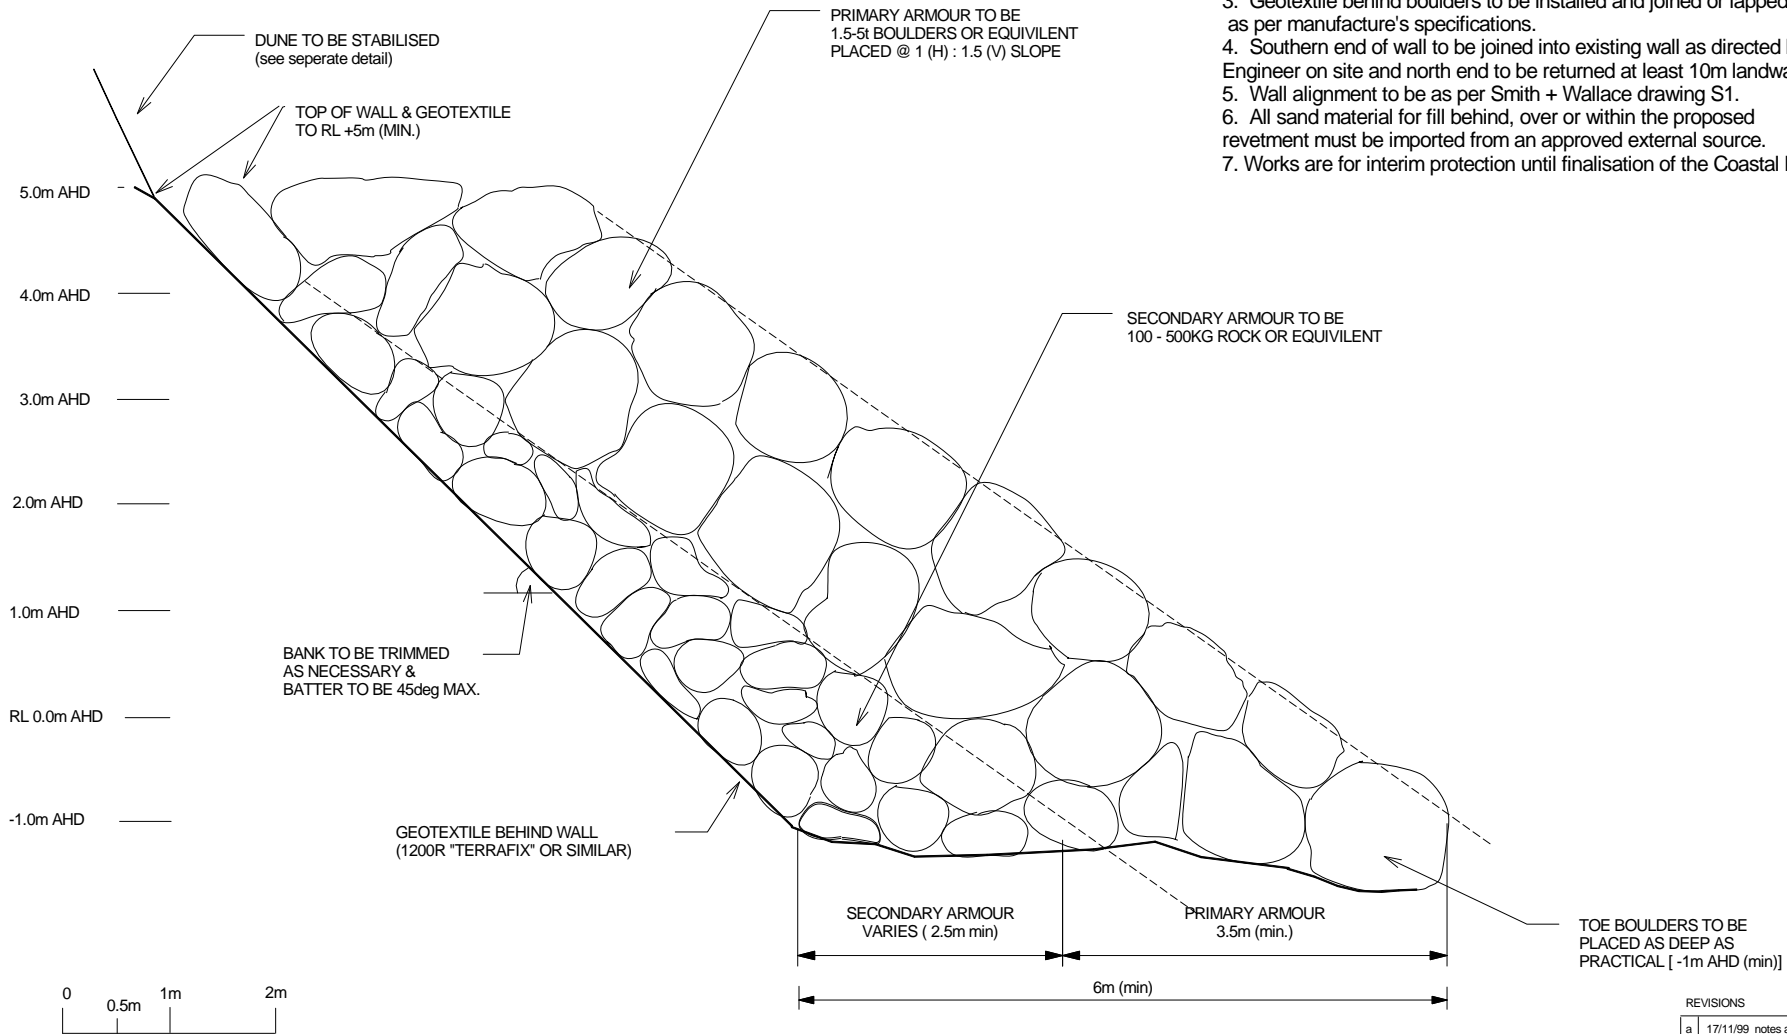 3. Geotextile behind boulders to be installed and joined or lapped
as per manufacture's specifications.
4. Southern end of wall to be joined into existing wall as directed
Engineer on site and north end to be returned at least 10m
5. Wall alignment to be as per Smith + Wallace drawing S1.
6. All sand material for fill behind, over or within the proposed
revetment must be imported from an approved external source.
7. Works are for interim protection until finalisation of the Coastal
PRIMARY ARMOUR TO BE
1.5-5t BOULDERS OR EQUIVILENT
PLACED @ 1 (H) : 1.5 (V) SLOPE
DUNE TO BE STABILISED
(see seperate detail)
TOP OF WALL & GEOTEXTILE
TO RL +5m (MIN.)
5.0m AHD
4.0m AHD
SECONDARY ARMOUR TO BE
100 - 500KG ROCK OR EQUIVILENT
3.0m AHD
2.0m AHD
1.0m AHD
BANK TO BE TRIMMED
AS NECESSARY &
BATTER TO BE 45deg MAX.
RL 0.0m AHD
-1.0m AHD
GEOTEXTILE BEHIND WALL
(1200R "TERRAFIX" OR SIMILAR)
SECONDARY ARMOUR
VARIES ( 2.5m min)
PRIMARY ARMOUR
3.5m (min.)
TOE BOULDERS TO BE
PLACED AS DEEP AS
PRACTICAL [ -1m AHD (min)]
6m (min)
0 0.5m 1m 2m
REVISIONS
a 17/11/99 notes